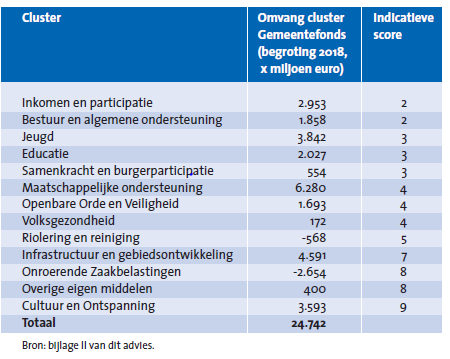 Cluster Omvang cluster Indicatieve
Gemeentefonds score
(begroting 2018,
x miljoen euro)
Inkomen en participatie 2.953 2
Bestuur en algemene ondersteuning 1.858 2
Jeugd 3.842 3
Educatie 2.027 3
Samenkracht en burgerparticipatie 554 3
Maatschappelijke ondersteuning 6.280 4
Openbare Orde en Veiligheid 1.693 4
Volksgezondheid 172 4
Riolering en reiniging -568 5
Infrastructuur en gebiedsontwikkeling 4.591 7
Onroerende Zaakbelastingen -2.654 8
Overige eigen middelen 400 8
Cultuur en Ontspanning 3.593 9
Totaal 24.742
Bron: bijlage II van dit advies.